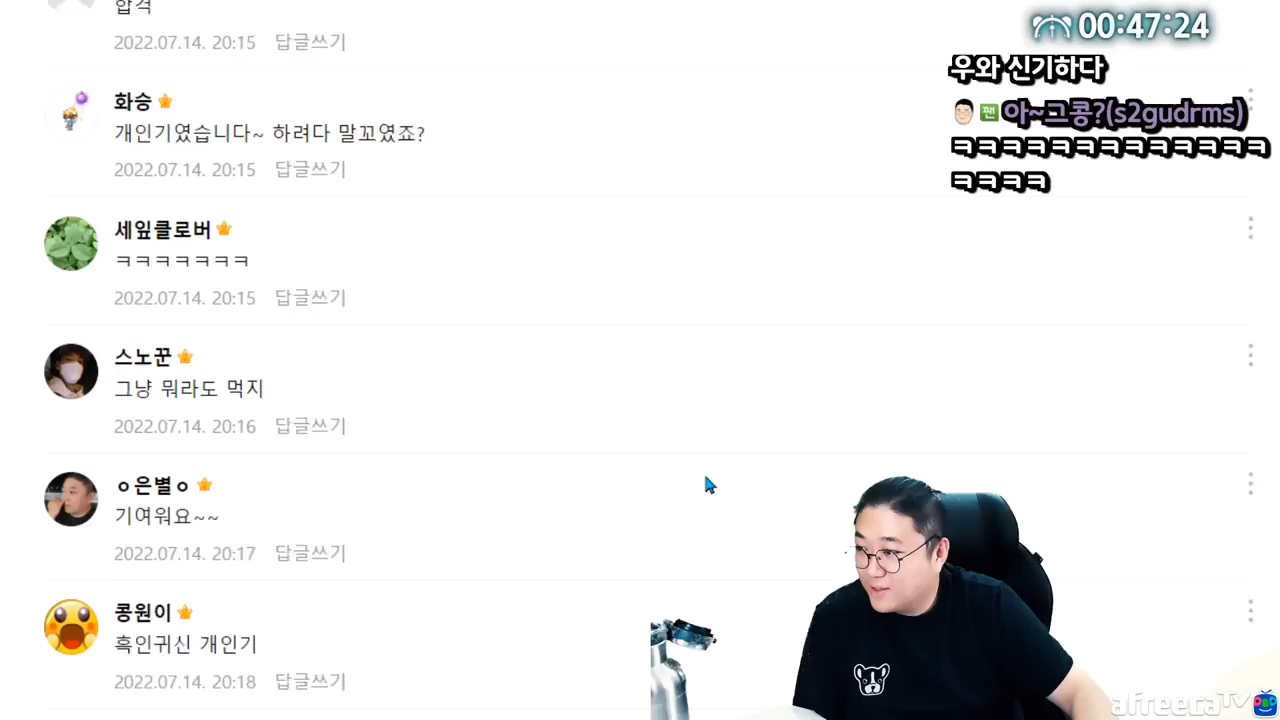 합격
2022.07.14. 20:15 답글쓰기
화승
개인기였습니다~ 하려다 말꼬였죠?
2022.07.14. 20:15 답글쓰기
세잎클로버
ㅋㅋㅋㅋㅋㅋㅋ
2022.07.14. 20:15 답글쓰기
스노꾼
그냥 뭐라도 먹지
2022.07.14. 20:16 답글쓰기
ㅇ은별ㅇ
기여워요~~
2022.07.14. 20:17 답글쓰기
콩원이
흑인귀신 개인기
2022.07.14. 20:18 답글쓰기
00:47:24
우와 신기하다
팬 아~그콩?(s2gudrms)
ㅋㅋㅋㅋㅋㅋㅋㅋㅋㅋㅋㅋㅋ
ㅋㅋㅋㅋ
afreecaTV